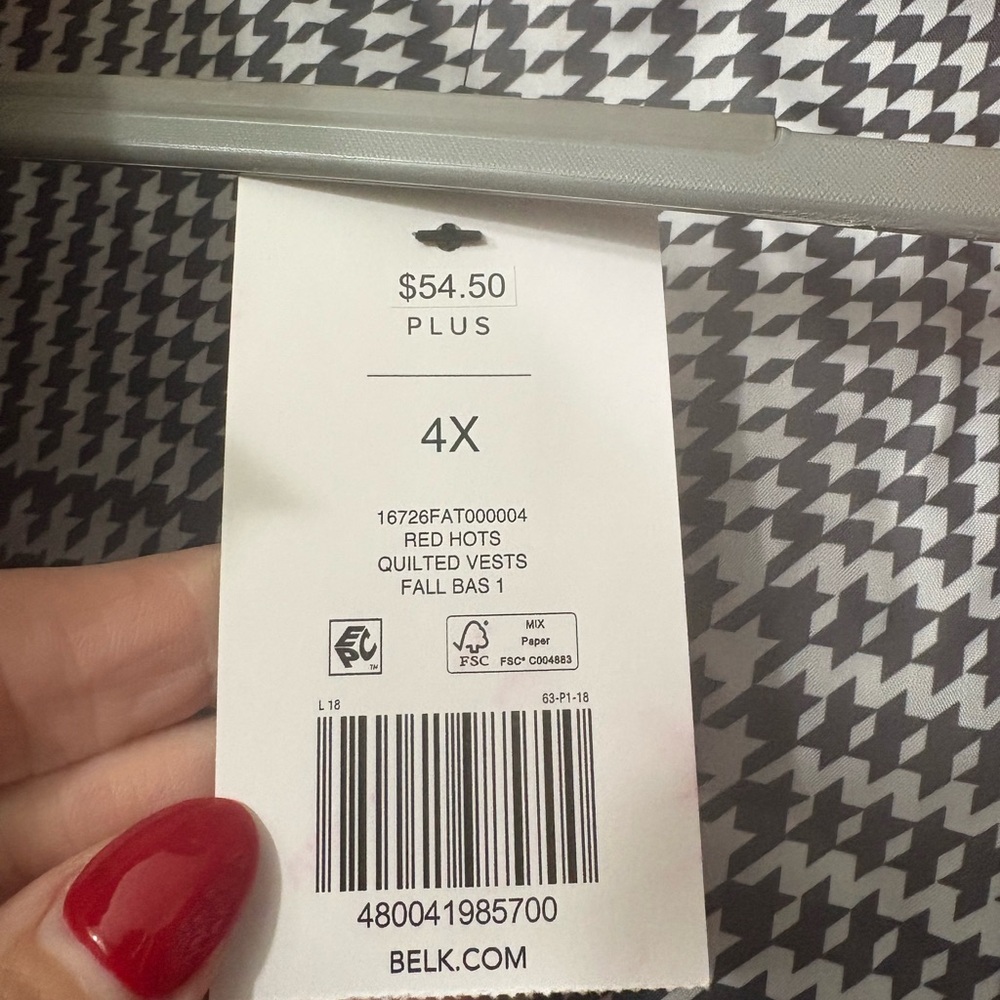 $54.50
PLUS
4X
16726FAT000004
RED HOTS
QUILTED VESTS
FALL BAS 1
EPC™
FSC
MIX
Paper
FSC® C004883
L 18
63-P1-18
480041985700
BELK.COM